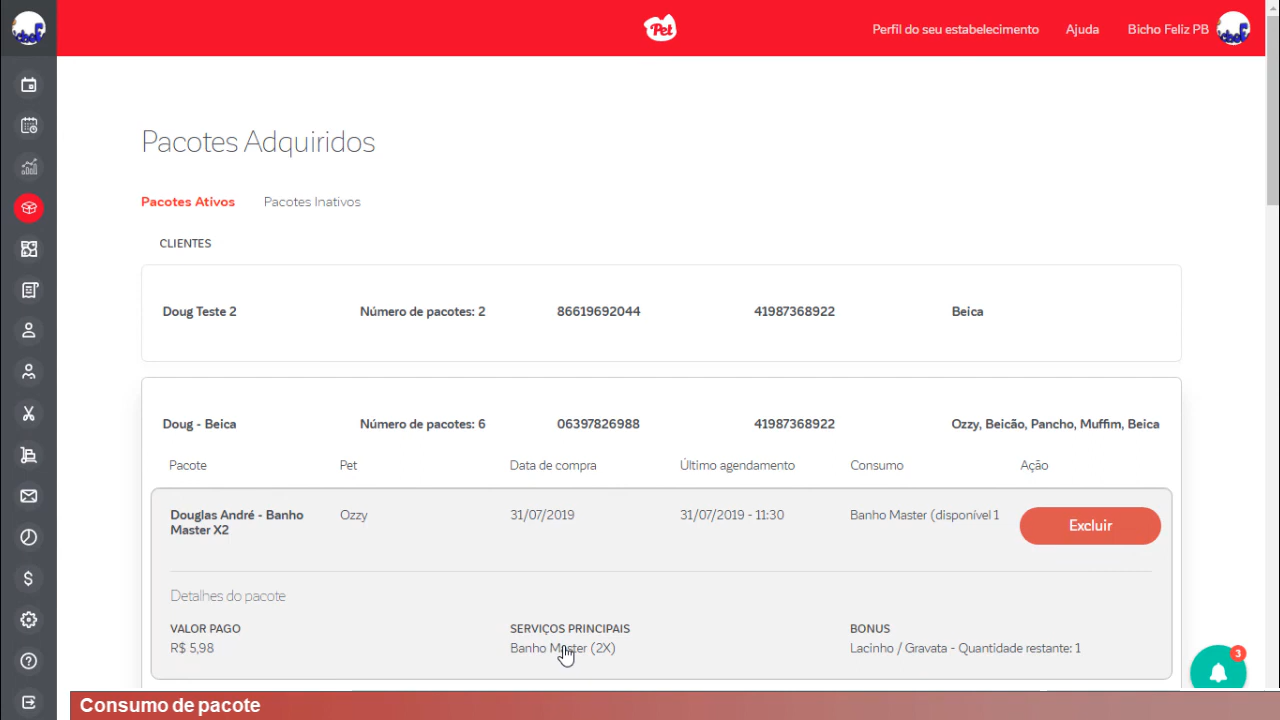 Pet
Perfil do seu estabelecimento
Ajuda
Bicho Feliz PB
Pacotes Adquiridos
Pacotes Ativos
Pacotes Inativos
CLIENTES
Doug Teste 2
Número de pacotes: 2
86619692044
41987368922
Beica
Doug - Beica
Número de pacotes: 6
06397826988
41987368922
Ozzy, Beicão, Pancho, Muffim, Beica
Pacote
Pet
Data de compra
Último agendamento
Consumo
Ação
Douglas André - Banho
Master X2
Ozzy
31/07/2019
31/07/2019 - 11:30
Banho Master (disponível 1
Excluir
Detalhes do pacote
VALOR PAGO
SERVIÇOS PRINCIPAIS
BONUS
R$ 5,98
Banho Master (2X)
Lacinho / Gravata - Quantidade restante: 1
3
Consumo de pacote